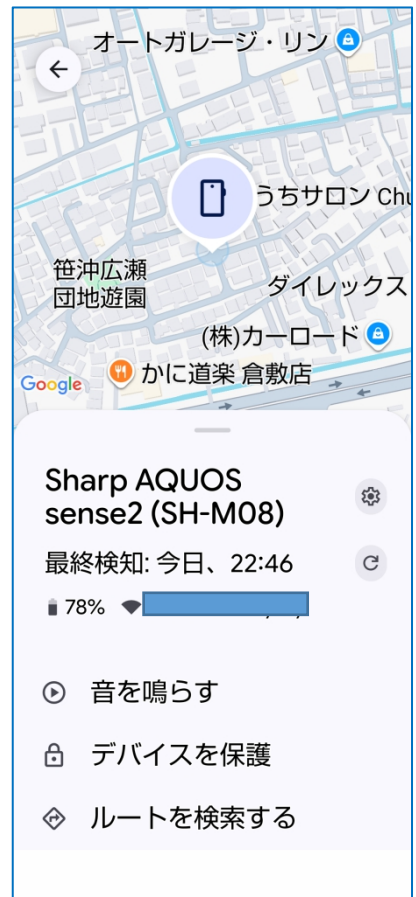 オートガレージ・リン
うちサロン Chu
笹沖広瀬
団地遊園
ダイレックス
(株)カーロード
Google
かに道楽 倉敷店
Sharp AQUOS
sense2 (SH-M08)
最終検知: 今日、22:46
78%
音を鳴らす
デバイスを保護
ルートを検索する